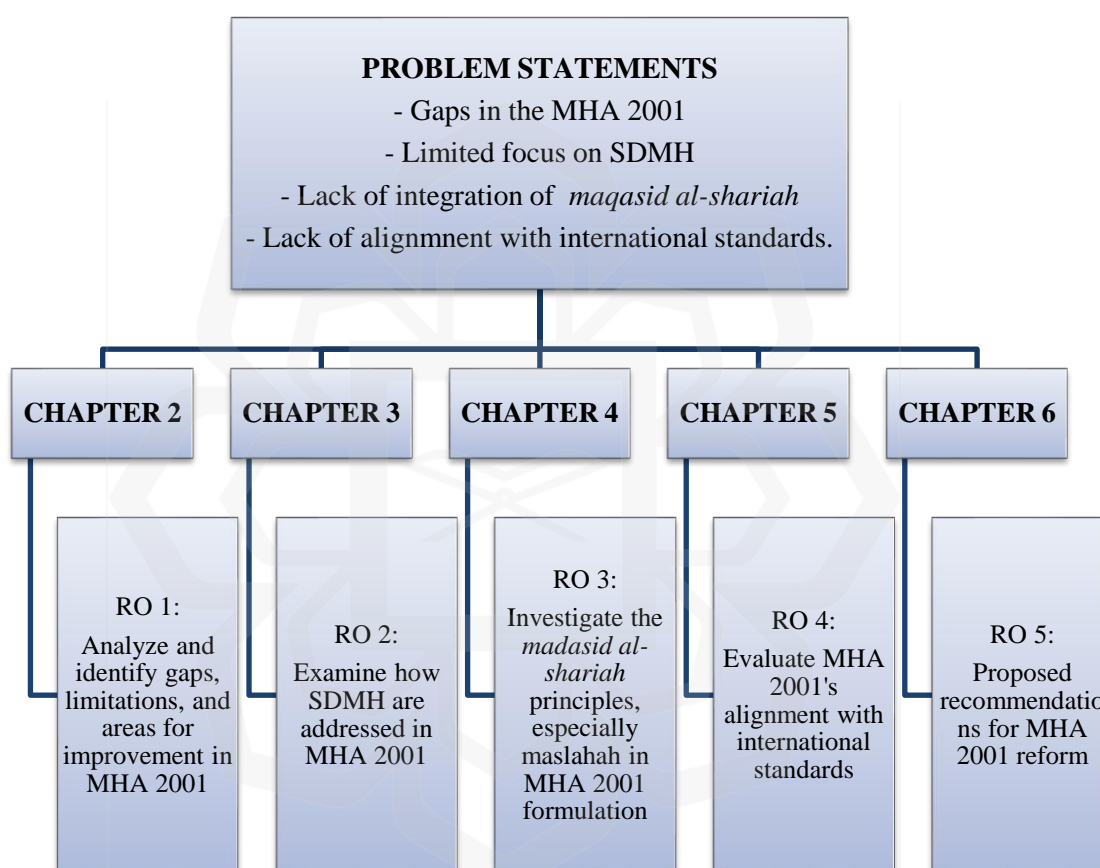 PROBLEM STATEMENTS
- Gaps in the MHA 2001
- Limited focus on SDMH
- Lack of integration of maqasid al-shariah
- Lack of alignmnent with international standards.
CHAPTER 2
CHAPTER 3
CHAPTER 4
CHAPTER 5
CHAPTER 6
RO 1:
Analyze and
identify gaps,
limitations, and
areas for
improvement in
MHA 2001
RO 2:
Examine how
SDMH are
addressed in
MHA 2001
RO 3:
Investigate the
madasid al-
shariah
principles,
especially
maslahah in
MHA 2001
formulation
RO 4:
Evaluate MHA
2001's
alignment with
international
standards
RO 5:
Proposed
recommendatio
ns for MHA
2001 reform